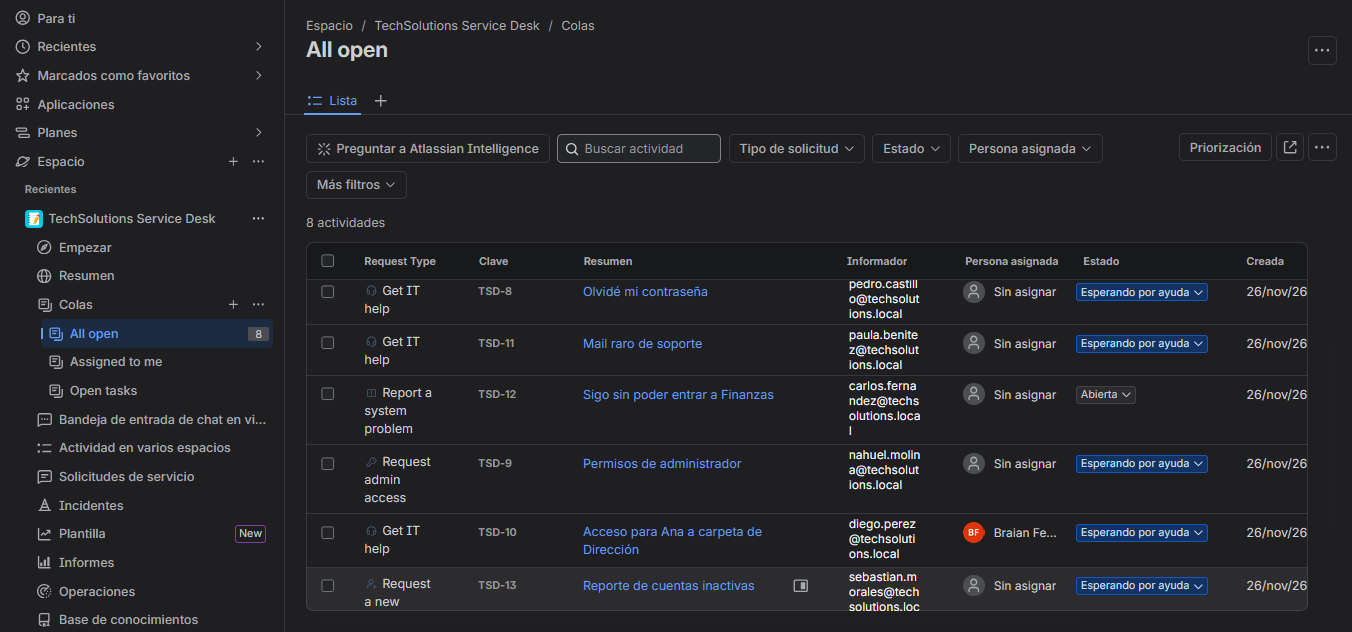 Para ti
Recientes
Marcados como favoritos
Aplicaciones
Planes
Espacio
Recientes
TechSolutions Service Desk
Empezar
Resumen
Colas
All open 8
Assigned to me
Open tasks
Bandeja de entrada de chat en vi...
Actividad en varios espacios
Solicitudes de servicio
Incidentes
Plantilla New
Informes
Operaciones
Base de conocimientos
Espacio / TechSolutions Service Desk / Colas
All open
Lista
Preguntar a Atlassian Intelligence
Buscar actividad
Tipo de solicitud
Estado
Persona asignada
Priorización
Más filtros
8 actividades
Request Type Clave Resumen Informador Persona asignada Estado Creada
Get IT
help
TSD-8
Olvidé mi contraseña
pedro.castill
o@techsolut
ions.local
Sin asignar
Esperando por ayuda
26/nov/26
Get IT
help
TSD-11
Mail raro de soporte
paula.benite
z@techsolut
ions.local
Sin asignar
Esperando por ayuda
26/nov/26
Report a
system
problem
TSD-12
Sigo sin poder entrar a Finanzas
carlos.ferna
ndez@techs
olutions.loca
l
Sin asignar
Abierta
26/nov/26
Request
admin
access
TSD-9
Permisos de administrador
nahuel.molin
a@techsolut
ions.local
Sin asignar
Esperando por ayuda
26/nov/26
Get IT
help
TSD-10
Acceso para Ana a carpeta de
Dirección
diego.perez
@techsoluti
ons.local
BF
Braian Fe...
Esperando por ayuda
26/nov/26
Request
a new
TSD-13
Reporte de cuentas inactivas
sebastian.m
orales@tech
solutions.loc
Sin asignar
Esperando por ayuda
26/nov/26